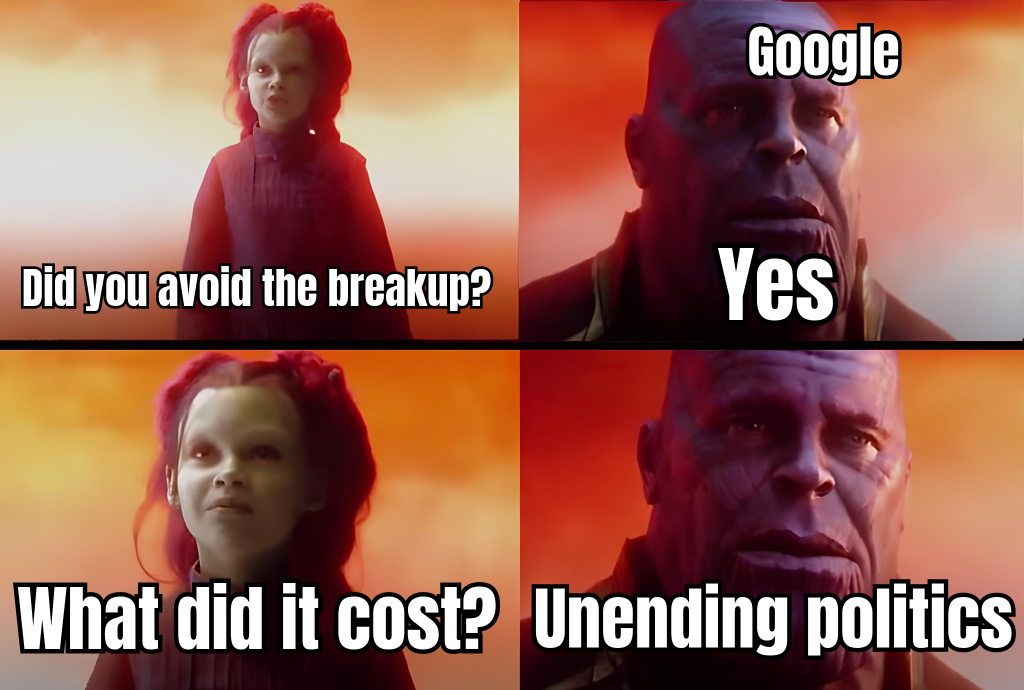 Did you avoid the breakup?
Google
Yes
What did it cost?
Unending politics